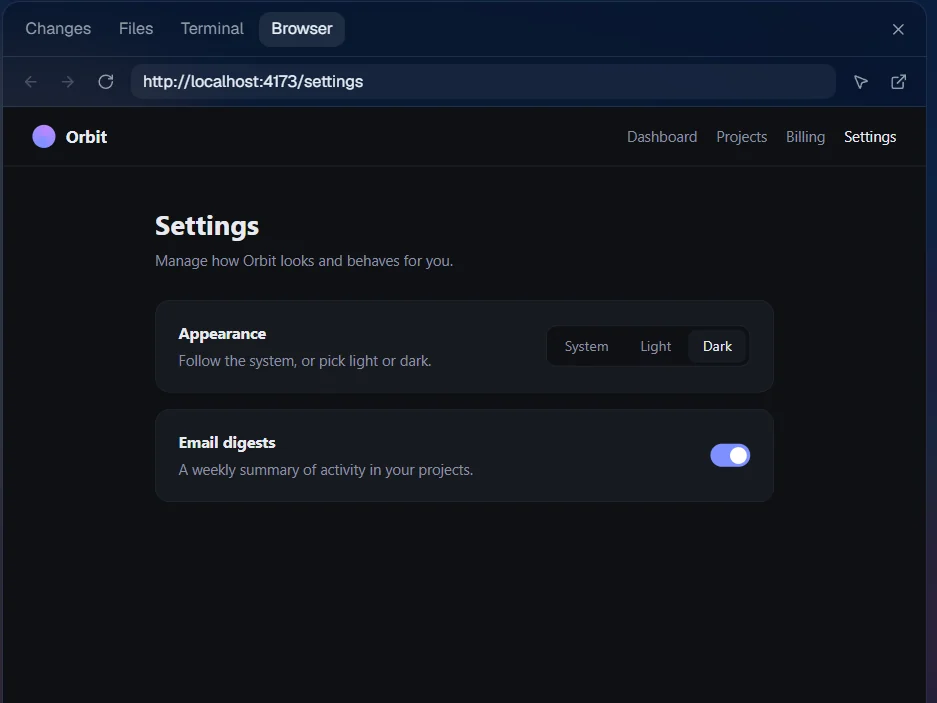 Changes Files Terminal Browser
http://localhost:4173/settings
Orbit Dashboard Projects Billing Settings
Settings
Manage how Orbit looks and behaves for you.
Appearance
Follow the system, or pick light or dark.
System Light Dark
Email digests
A weekly summary of activity in your projects.